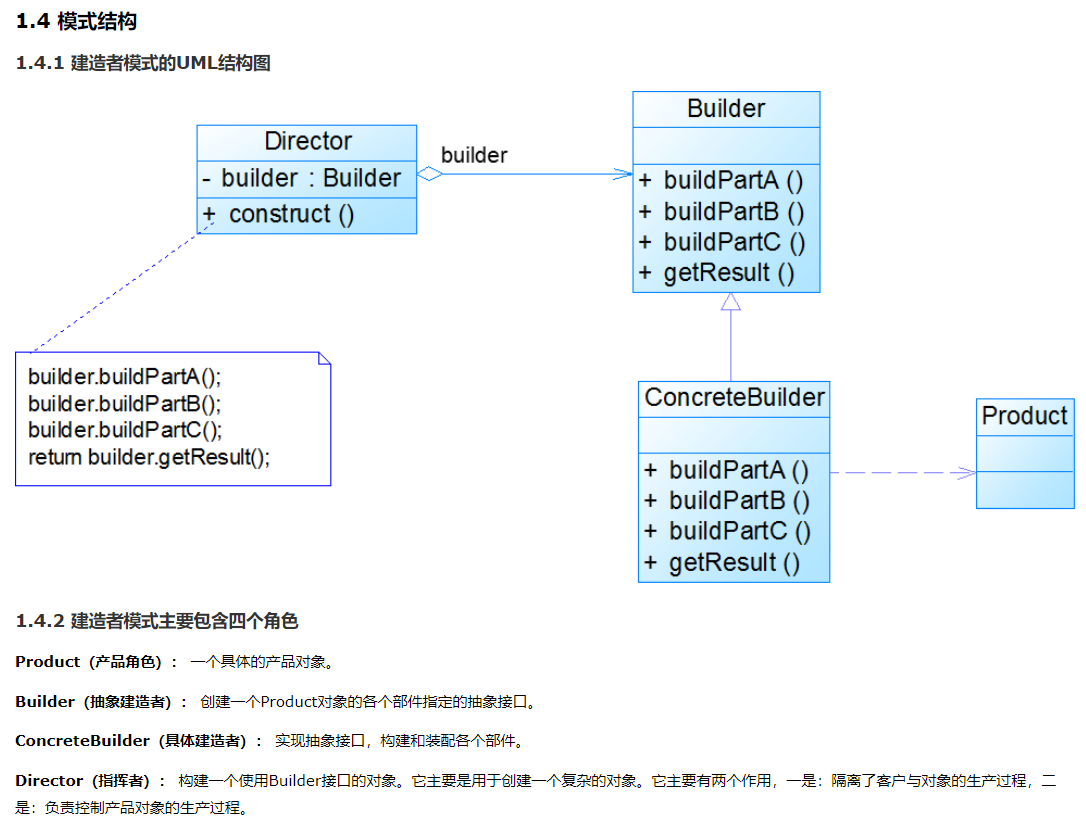 1.4 模式结构
1.4.1 建造者模式的UML结构图
Director
- builder : Builder
+ construct ()
builder
Builder
+ buildPartA ()
+ buildPartB ()
+ buildPartC ()
+ getResult ()
builder.buildPartA();
builder.buildPartB();
builder.buildPartC();
return builder.getResult();
ConcreteBuilder
+ buildPartA ()
+ buildPartB ()
+ buildPartC ()
+ getResult ()
Product
1.4.2 建造者模式主要包含四个角色
Product（产品角色）： 一个具体的产品对象。
Builder（抽象建造者）： 创建一个Product对象的各个部件指定的抽象接口。
ConcreteBuilder（具体建造者）： 实现抽象接口，构建和装配各个部件。
Director（指挥者）： 构建一个使用Builder接口的对象。它主要是用于创建一个复杂的对象。它主要有两个作用，一是：隔离了客户与对象的生产过程，二
是：负责控制产品对象的生产过程。